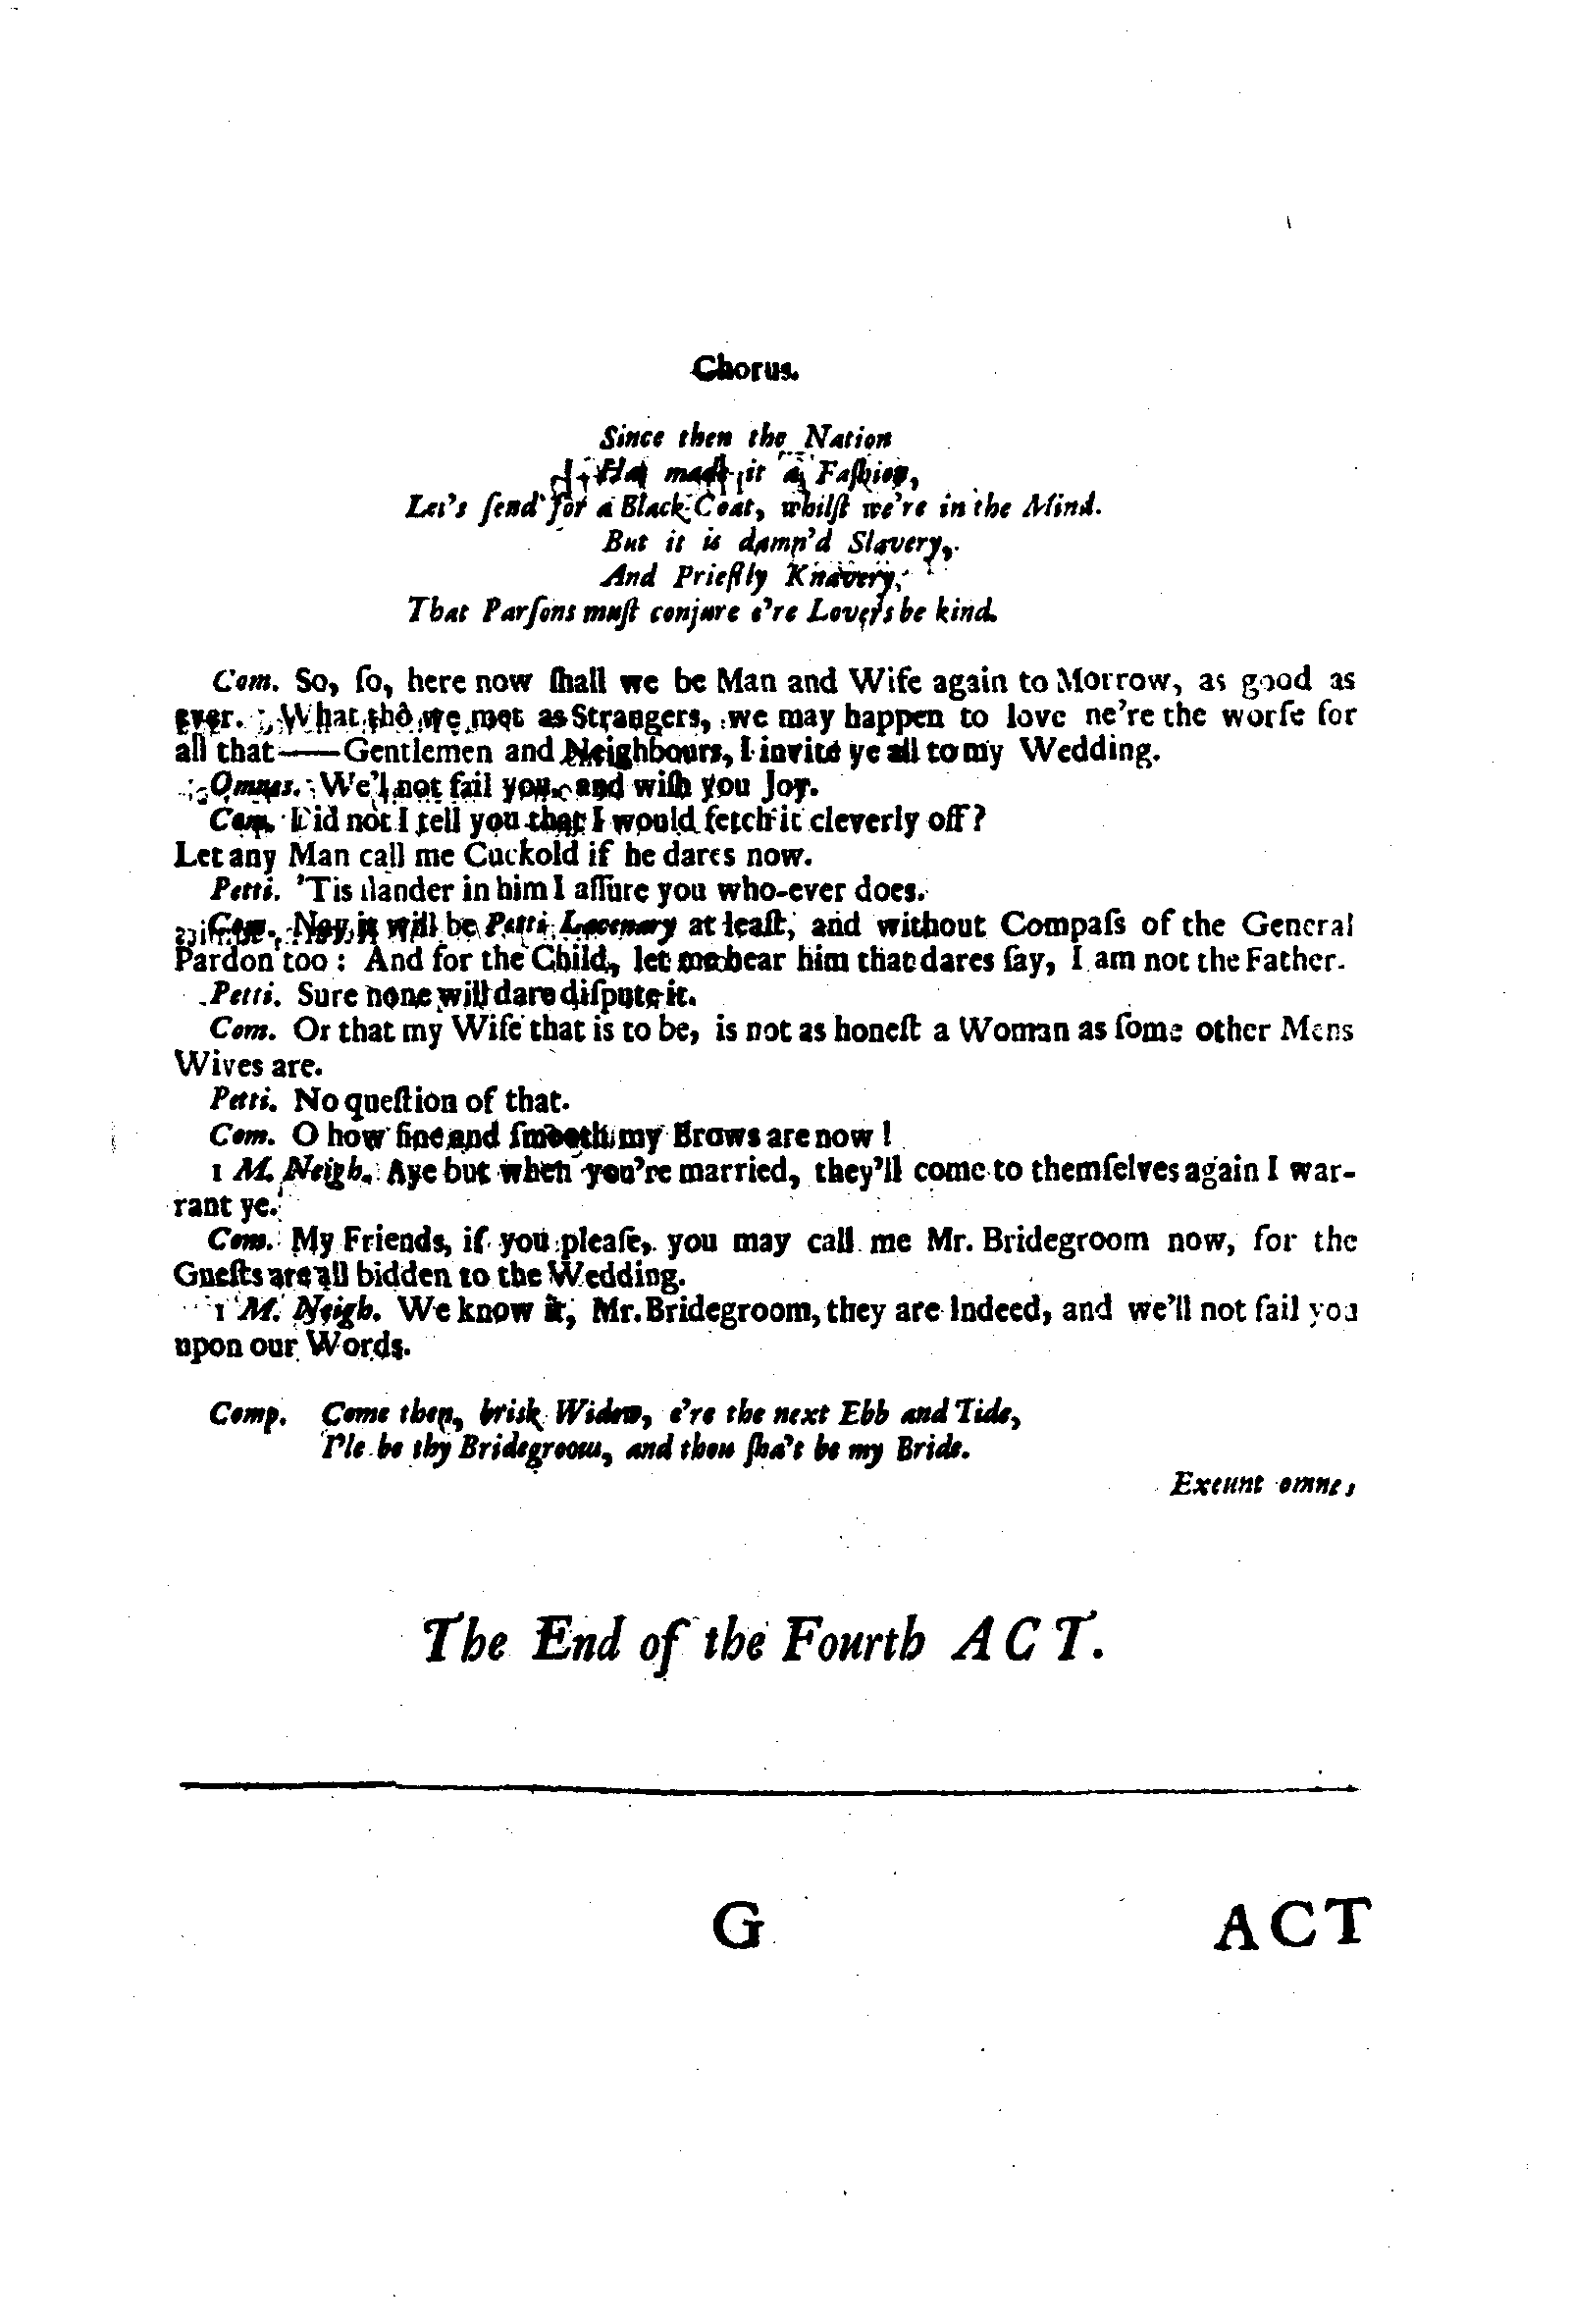 Chorus.
Since then the Nation
Has made it a Faſhion,
Let's ſend for a Black-Coat, whilſt we're in the Mind.
But it is damn'd Slavery,
And Prieſtly Knavery,
That Parſons muſt conjure e're Lovers be kind.
Com. So, ſo, here now ſhall we be Man and Wife again to Morrow, as good as
ever. What thô we met as Strangers, we may happen to love ne're the worſe for
all that——Gentlemen and Neighbours, I invite ye all to my Wedding.
Omnes. We'l not fail you and wiſh you Joy.
Com. Did not I tell you that I would fetch it cleverly off?
Let any Man call me Cuckold if he dares now.
Petti. 'Tis ſlander in him I aſſure you who-ever does.
Com. Nay it will be Petti Lacenary at leaſt, and without Compaſs of the General
Pardon too: And for the Child, let me hear him that dares ſay, I am not the Father.
Petti. Sure none will dare diſpute it.
Com. Or that my Wife that is to be, is not as honeſt a Woman as ſome other Mens
Wives are.
Petti. No queſtion of that.
Com. O how fine and ſmooth my Brows are now!
1 M. Neigh. Aye but when you're married, they'll come to themſelves again I war-
rant ye.
Com. My Friends, if you pleaſe, you may call me Mr. Bridegroom now, for the
Gueſts are all bidden to the Wedding.
1 M. Neigh. We know it, Mr. Bridegroom, they are Indeed, and we'll not fail you
upon our Words.
Comp. Come then, brisk Widow, e're the next Ebb and Tide,
I'le be thy Bridegroom, and thou ſha't be my Bride.
Exeunt omnes
The End of the Fourth ACT.
G ACT